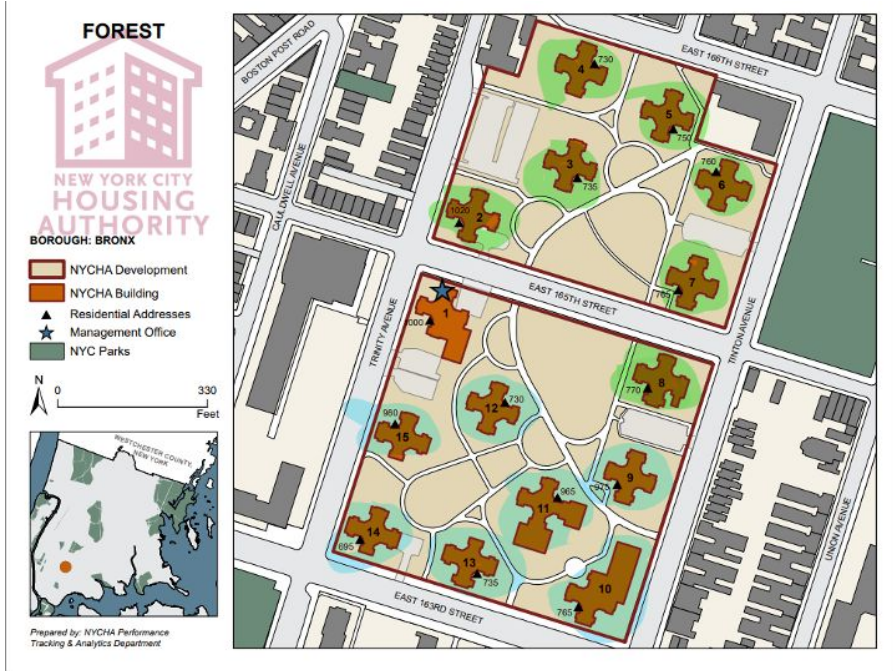 FOREST
NEW YORK CITY
HOUSING
AUTHORITY
BOROUGH: BRONX
NYCHA Development
NYCHA Building
Residential Addresses
Management Office
NYC Parks
N
0 330
Feet
WESTCHESTER COUNTY,
NEW YORK
Prepared by: NYCHA Performance
Tracking & Analytics Department
BOSTON POST ROAD
EAST 166TH STREET
CAULDWELL AVENUE
4
730
5
750
3
735
760
6
1020
2
7
765
EAST 165TH STREET
TRINITY AVENUE
TINTON AVENUE
1
1000
8
770
12
730
980
15
9
975
965
11
14
695
13
735
10
765
UNION AVENUE
EAST 163RD STREET